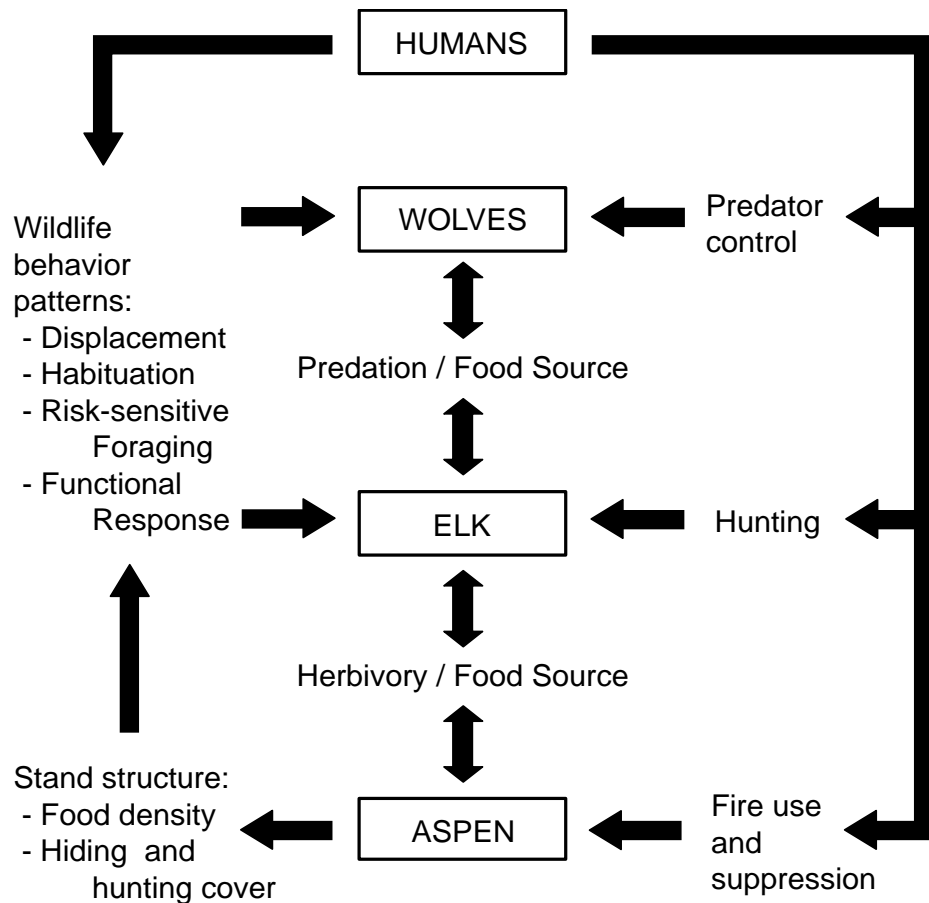 HUMANS
WOLVES
Predator
control
Wildlife
behavior
patterns:
- Displacement
- Habituation
- Risk-sensitive
Foraging
- Functional
Response
Predation / Food Source
ELK
Hunting
Herbivory / Food Source
Stand structure:
- Food density
- Hiding and
hunting cover
ASPEN
Fire use
and
suppression